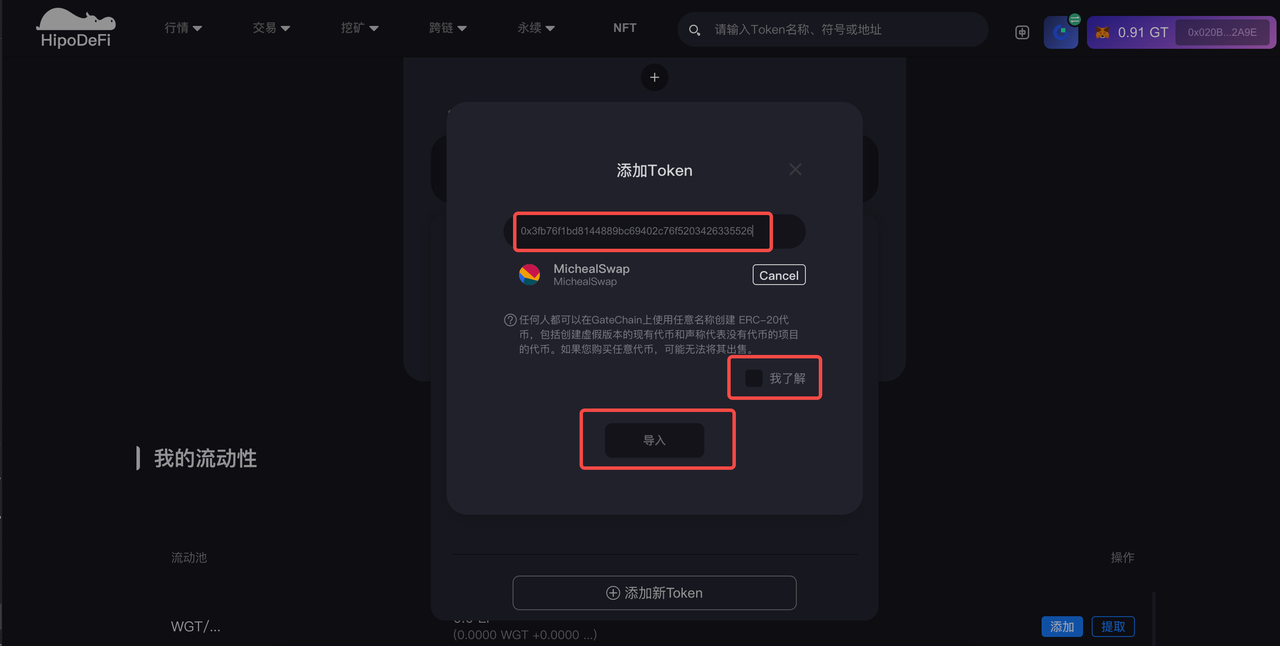 HipoDeFi
行情
交易
挖矿
跨链
永续
NFT
请输入Token名称、符号或地址
0.91 GT
0x020B...2A9E
添加Token
0x3fb76f1bd8144889bc69402c76f5203426335526
MichealSwap
MichealSwap
Cancel
任何人都可以在GateChain上使用任意名称创建 ERC-20代
币，包括创建虚假版本的现有代币和声称代表没有代币的项目
的代币。如果您购买任意代币，可能无法将其出售。
我了解
导入
我的流动性
流动池
操作
添加新Token
WGT/...
(0.0000 WGT +0.0000 ...)
添加
提取